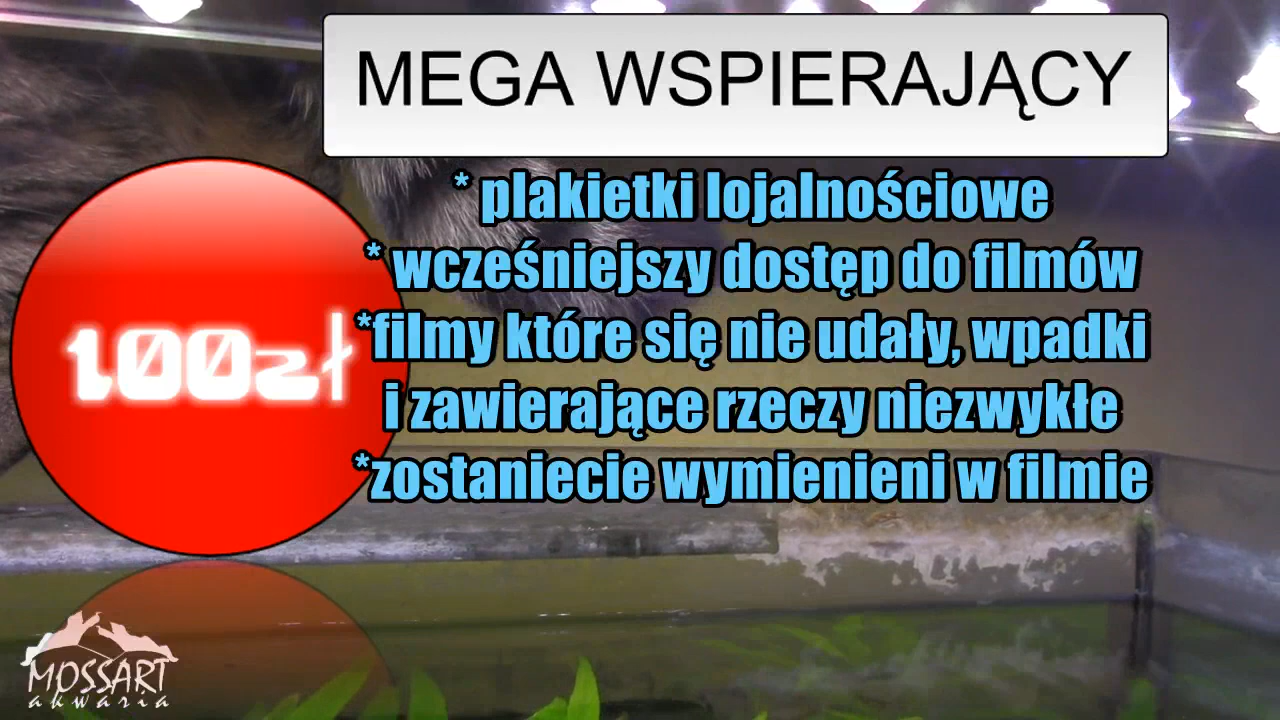 MEGA WSPIERAJĄCY
* plakietki lojalnościowe
* wcześniejszy dostęp do filmów
*filmy które się nie udały, wpadki
i zawierające rzeczy niezwykłe
*zostaniecie wymienieni w filmie
100zł
MOSSART
akwaria